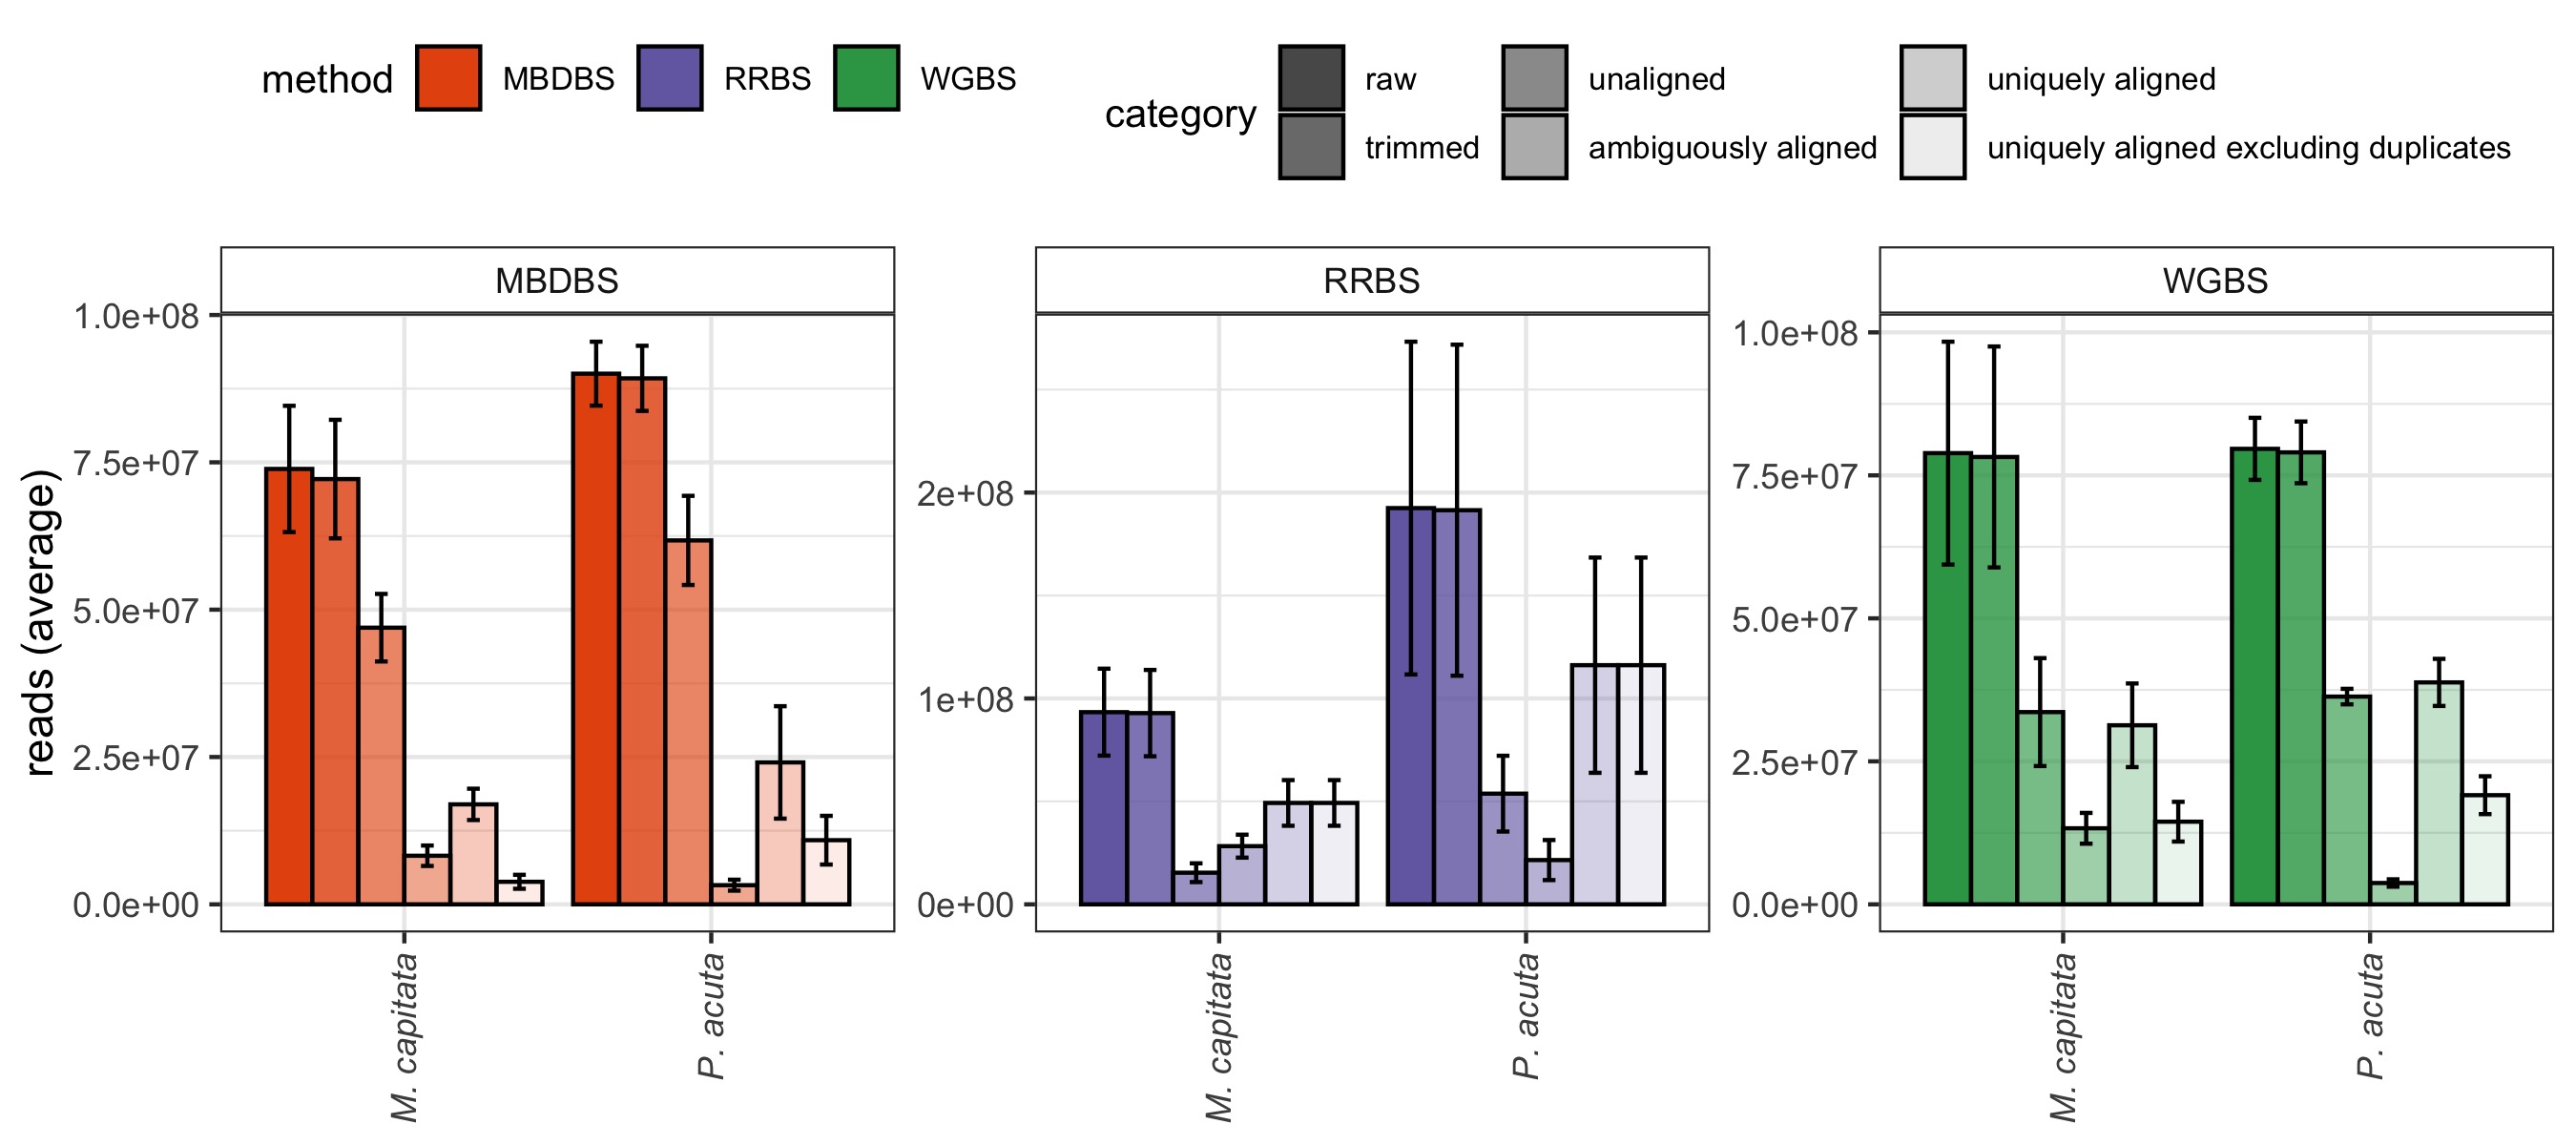 method MBDBS RRBS WGBS
category raw unaligned uniquely aligned
trimmed ambiguously aligned uniquely aligned excluding duplicates
MBDBS RRBS WGBS
reads (average)
1.0e+08
7.5e+07
5.0e+07
2.5e+07
0.0e+00
2e+08
1e+08
0e+00
1.0e+08
7.5e+07
5.0e+07
2.5e+07
0.0e+00
M. capitata
P. acuta
M. capitata
P. acuta
M. capitata
P. acuta